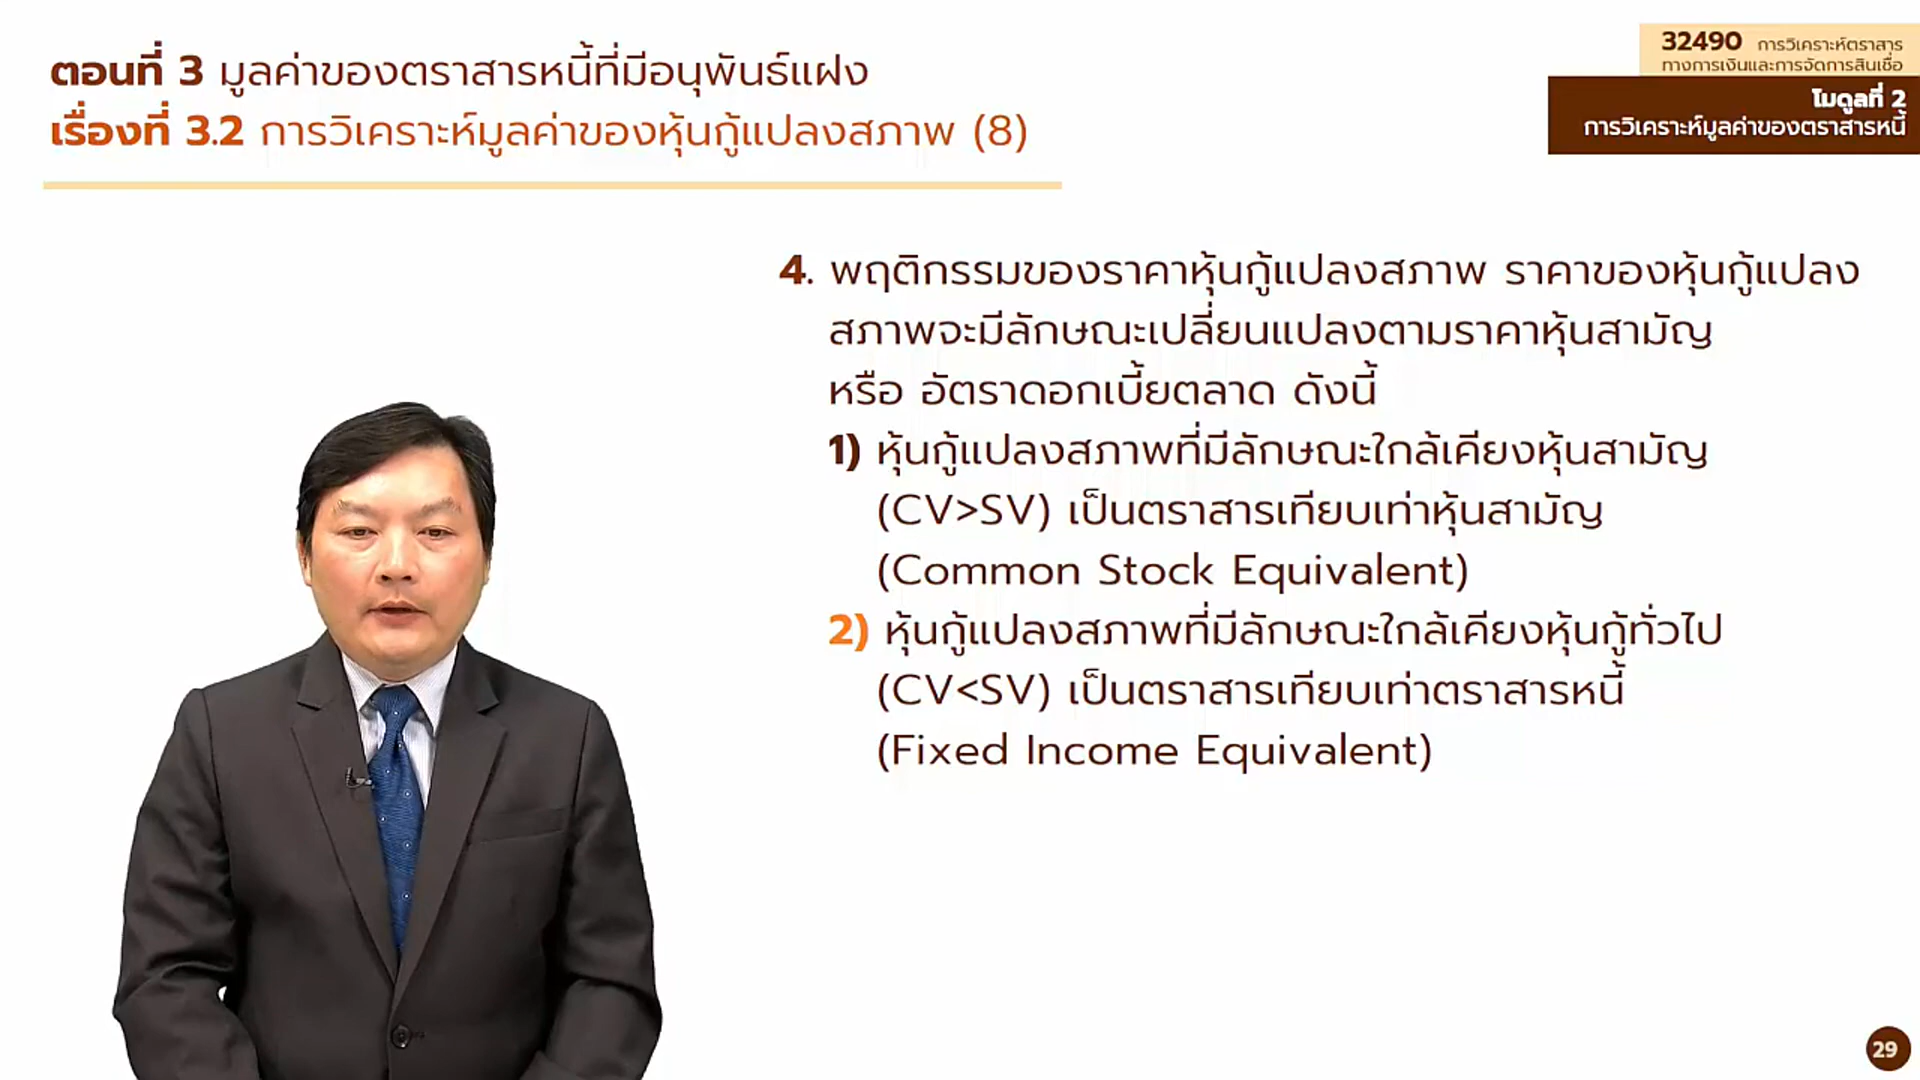 ตอนที่ 3 มูลค่าของตราสารหนี้ที่มีอนุพันธ์แฝง
เรื่องที่ 3.2 การวิเคราะห์มูลค่าของหุ้นกู้แปลงสภาพ (8)
32490 การวิเคราะห์ตราสาร
ทางการเงินและการจัดการสินเชื่อ
โมดูลที่ 2
การวิเคราะห์มูลค่าของตราสารหนี้
4. พฤติกรรมของราคาหุ้นกู้แปลงสภาพ ราคาของหุ้นกู้แปลง
สภาพจะมีลักษณะเปลี่ยนแปลงตามราคาหุ้นสามัญ
หรือ อัตราดอกเบี้ยตลาด ดังนี้
1) หุ้นกู้แปลงสภาพที่มีลักษณะใกล้เคียงหุ้นสามัญ
(CV>SV) เป็นตราสารเทียบเท่าหุ้นสามัญ
(Common Stock Equivalent)
2) หุ้นกู้แปลงสภาพที่มีลักษณะใกล้เคียงหุ้นกู้ทั่วไป
(CV<SV) เป็นตราสารเทียบเท่าตราสารหนี้
(Fixed Income Equivalent)
29